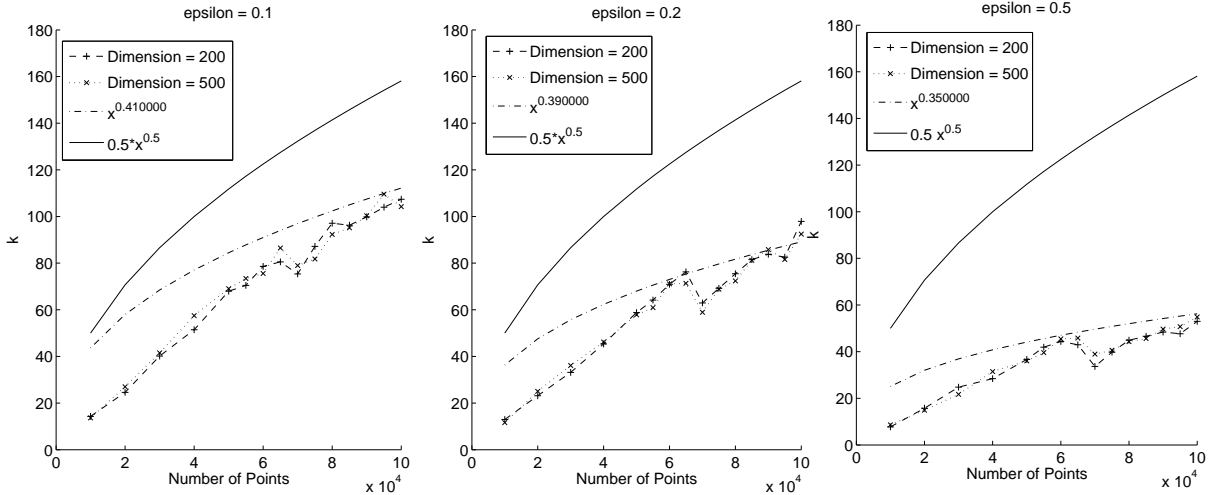 epsilon = 0.1
180
160
140
120
100
80
60
40
20
0
k
Dimension = 200
Dimension = 500
x^0.410000
0.5*x^0.5
0 2 4 6 8 10
x 10^4
Number of Points
epsilon = 0.2
180
160
140
120
100
80
60
40
20
0
k
Dimension = 200
Dimension = 500
x^0.390000
0.5*x^0.5
0 2 4 6 8 10
x 10^4
Number of Points
epsilon = 0.5
180
160
140
120
100
80
60
40
20
0
k
Dimension = 200
Dimension = 500
x^0.350000
0.5 x^0.5
0 2 4 6 8 10
x 10^4
Number of Points